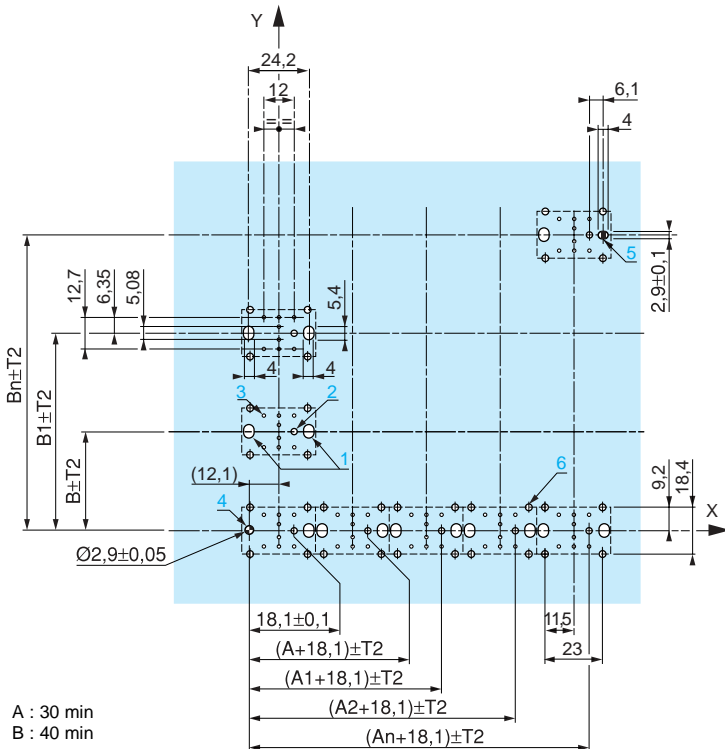 Y
24,2
12
= =
6,1
4
5
2,9±0,1
12,7
6,35
5,08
5,4
4
4
Bn±T2
B1±T2
B±T2
3
2
1
(12,1)
4
6
9,2
18,4
X
Ø2,9±0,05
18,1±0,1
11,5
(A+18,1)±T2
23
(A1+18,1)±T2
(A2+18,1)±T2
(An+18,1)±T2
A : 30 min
B : 40 min